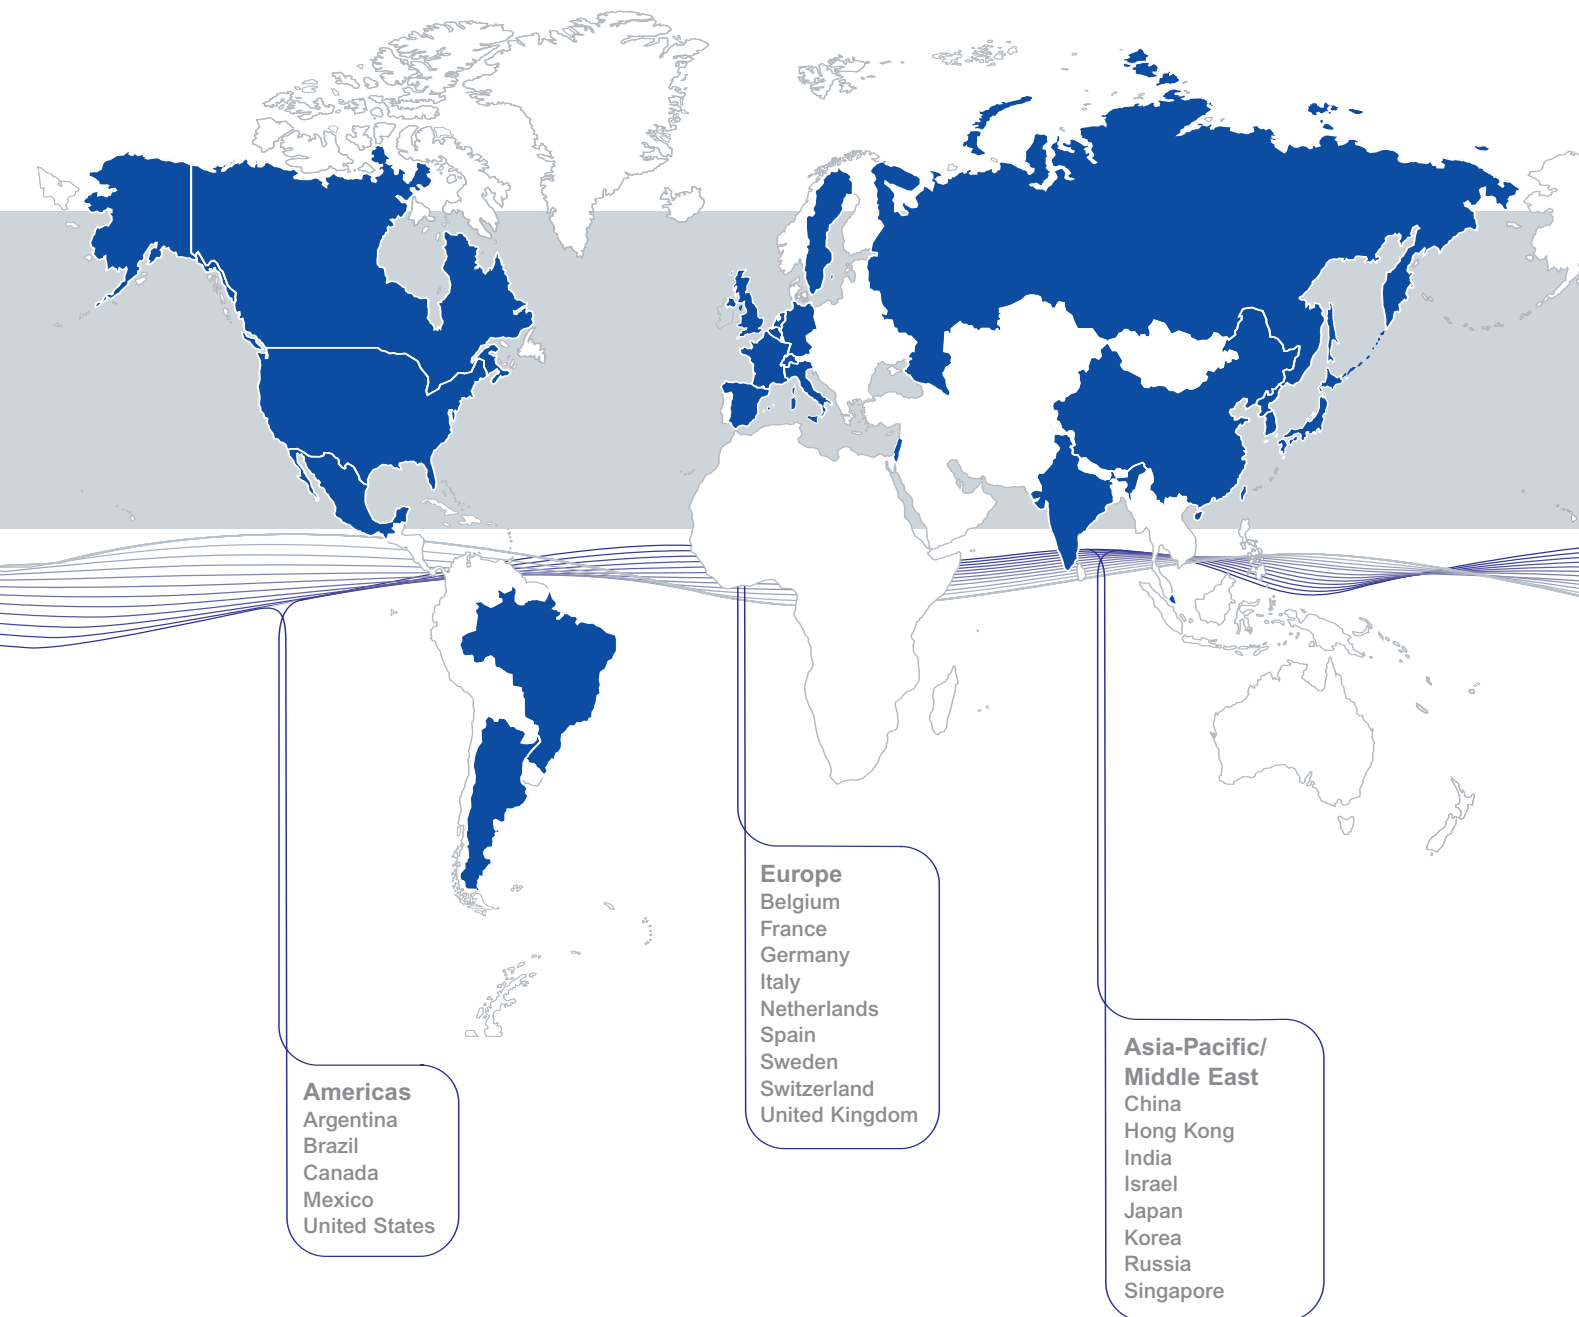 Europe
Belgium
France
Germany
Italy
Netherlands
Spain
Sweden
Switzerland
United Kingdom
Americas
Argentina
Brazil
Canada
Mexico
United States
Asia-Pacific/
Middle East
China
Hong Kong
India
Israel
Japan
Korea
Russia
Singapore